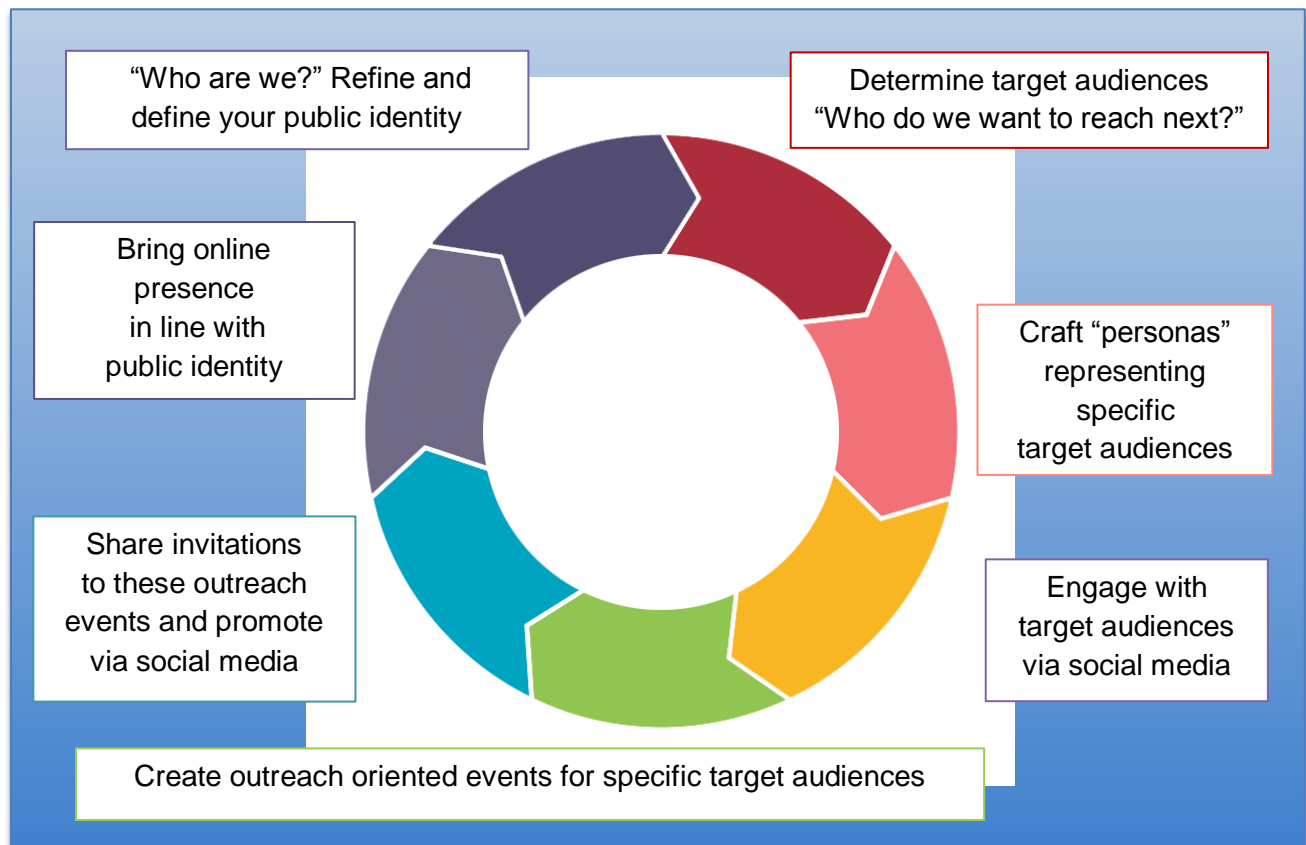 “Who are we?” Refine and
define your public identity
Determine target audiences
“Who do we want to reach next?”
Bring online
presence
in line with
public identity
Craft “personas”
representing
specific
target audiences
Share invitations
to these outreach
events and promote
via social media
Engage with
target audiences
via social media
Create outreach oriented events for specific target audiences